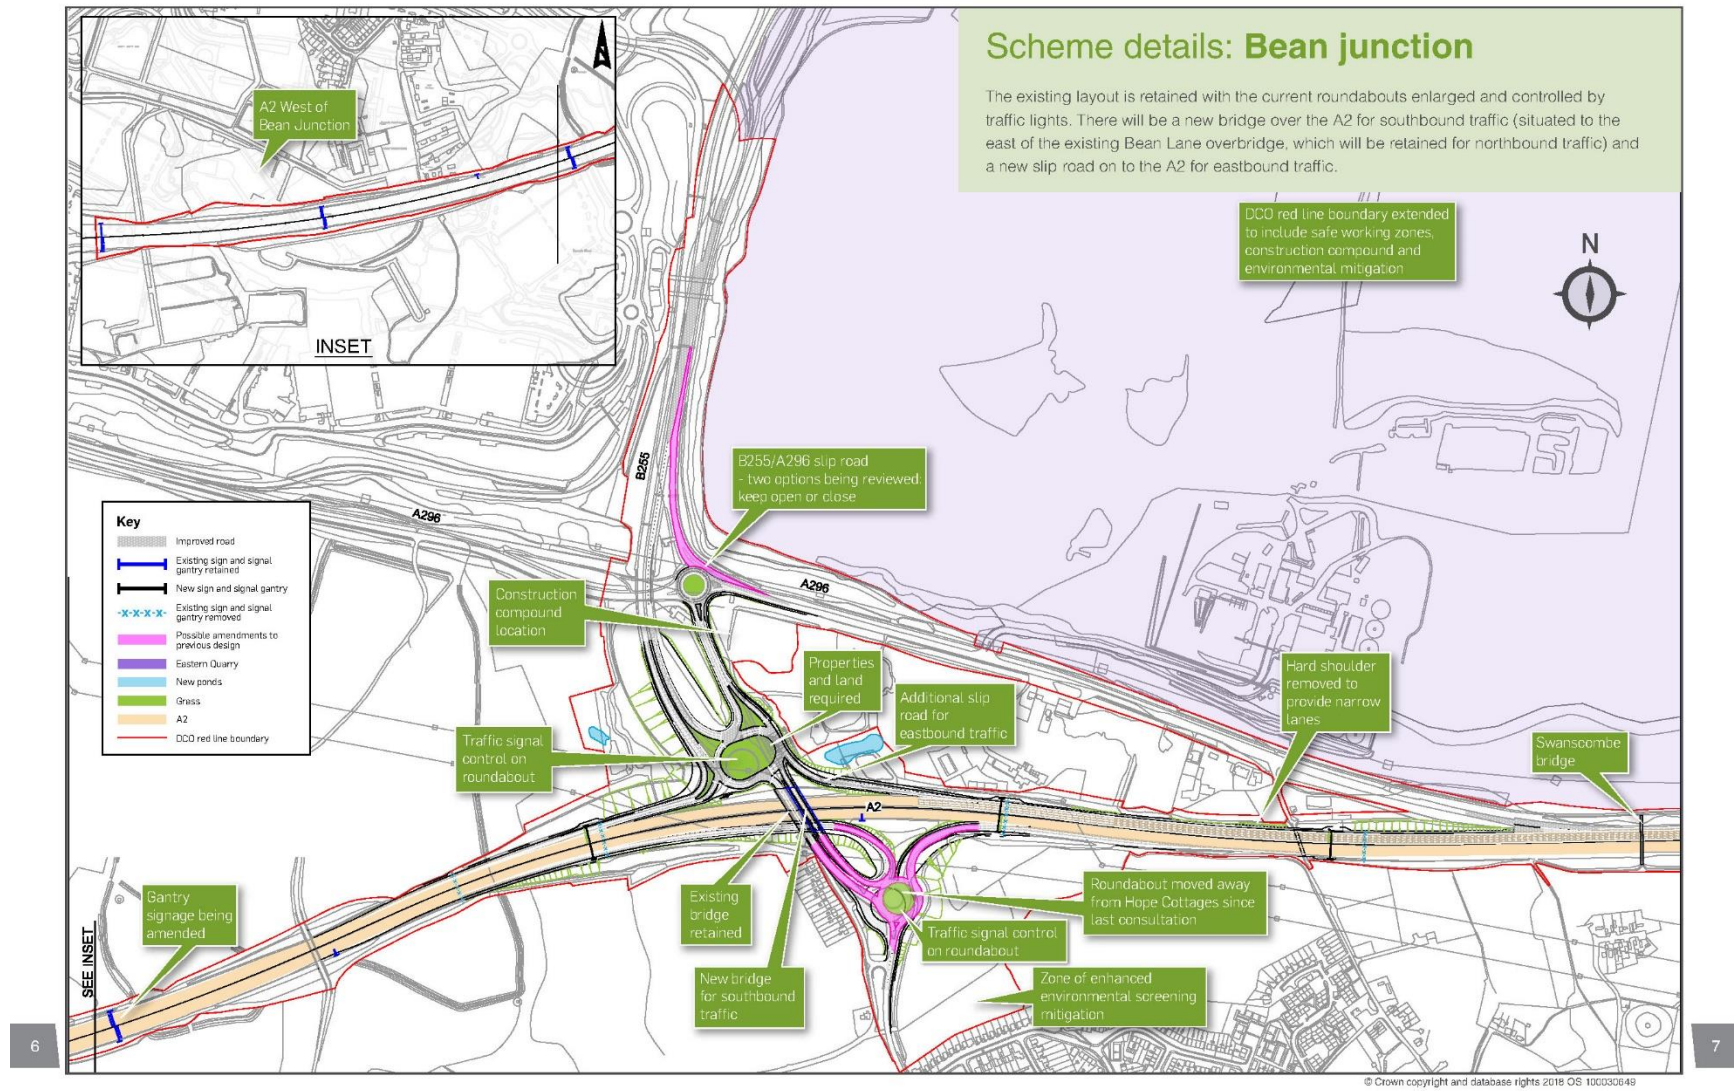 Scheme details: Bean junction
The existing layout is retained with the current roundabouts enlarged and controlled by
traffic lights. There will be a new bridge over the A2 for southbound traffic (situated to the
east of the existing Bean Lane overbridge, which will be retained for northbound traffic) and
a new slip road on to the A2 for eastbound traffic.
A2 West of
Bean Junction
INSET
DCO red line boundary extended
to include safe working zones,
construction compound and
environmental mitigation
N
B255
B255/A296 slip road
- two options being reviewed:
keep open or close
A296
A296
Key
Improved road
Existing sign and signal
gantry retained
New sign and signal gantry
Existing sign and signal
gantry removed
Possible amendments to
previous design
Eastern Quarry
New ponds
Grass
A2
DCO red line boundary
Construction
compound
location
Properties
and land
required
Additional slip
road for
eastbound traffic
Hard shoulder
removed to
provide narrow
lanes
Swanscombe
bridge
Traffic signal
control on
roundabout
A2
Gantry
signage being
amended
SEE INSET
Existing
bridge
retained
New bridge
for southbound
traffic
Roundabout moved away
from Hope Cottages since
last consultation
Traffic signal control
on roundabout
Zone of enhanced
environmental screening
mitigation
6
7
© Crown copyright and database rights 2018 OS 100030649